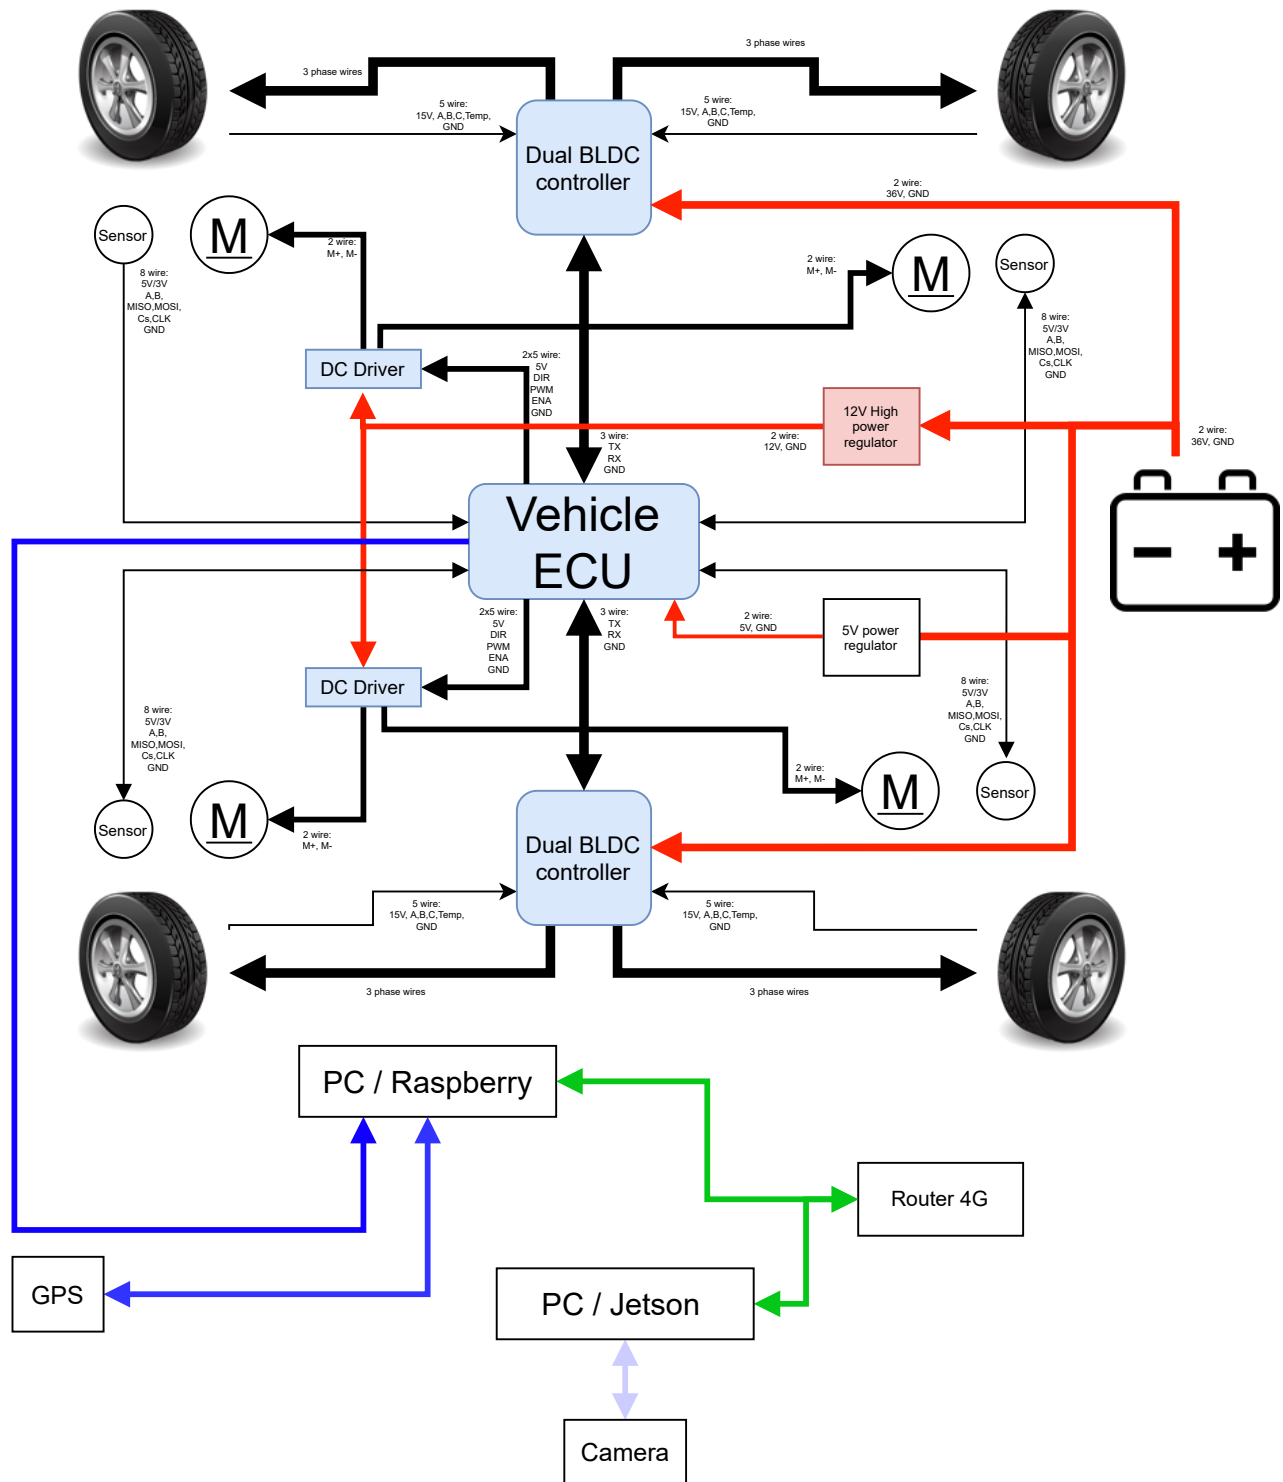 3 phase wires
3 phase wires
5 wire:
15V, A,B,C,Temp,
GND
5 wire:
15V, A,B,C,Temp,
GND
Dual BLDC
controller
2 wire:
36V, GND
Sensor
M
2 wire:
M+, M-
2 wire:
M+, M-
M
Sensor
8 wire:
5V/3V
A,B,
MISO,MOSI,
Cs,CLK
GND
8 wire:
5V/3V
A,B,
MISO,MOSI,
Cs,CLK
GND
DC Driver
2x5 wire:
5V
DIR
PWM
ENA
GND
12V High
power
regulator
2 wire:
12V, GND
2 wire:
36V, GND
3 wire:
TX
RX
GND
Vehicle
ECU
2x5 wire:
5V
DIR
PWM
ENA
GND
3 wire:
TX
RX
GND
2 wire:
5V, GND
5V power
regulator
DC Driver
8 wire:
5V/3V
A,B,
MISO,MOSI,
Cs,CLK
GND
8 wire:
5V/3V
A,B,
MISO,MOSI,
Cs,CLK
GND
2 wire:
M+, M-
M
Sensor
Sensor
M
2 wire:
M+, M-
Dual BLDC
controller
5 wire:
15V, A,B,C,Temp,
GND
5 wire:
15V, A,B,C,Temp,
GND
3 phase wires
3 phase wires
PC / Raspberry
Router 4G
GPS
PC / Jetson
Camera